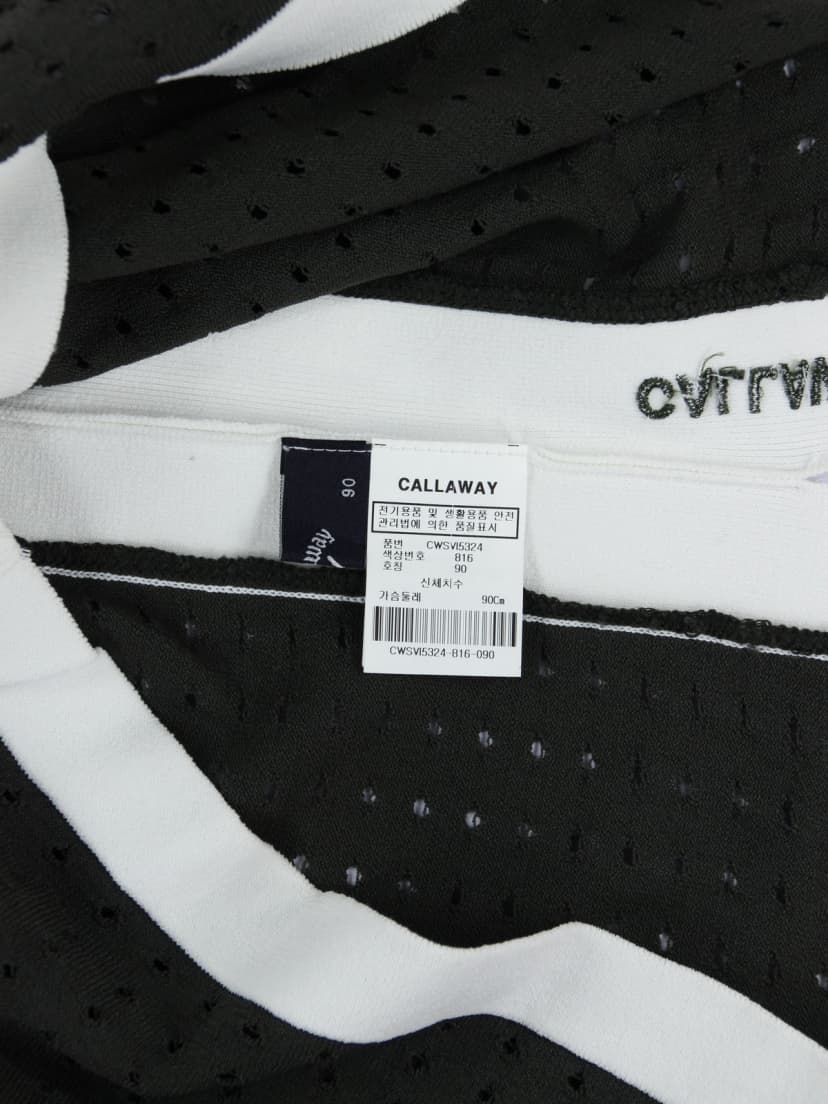 CALLA
90
CALLAWAY
전기용품 및 생활용품 안전
관리법에 의한 품질표시
품번 CWSVI5324
색상번호 816
호칭 90
신체치수
가슴둘레 90Cm
CWSVI5324-816-090